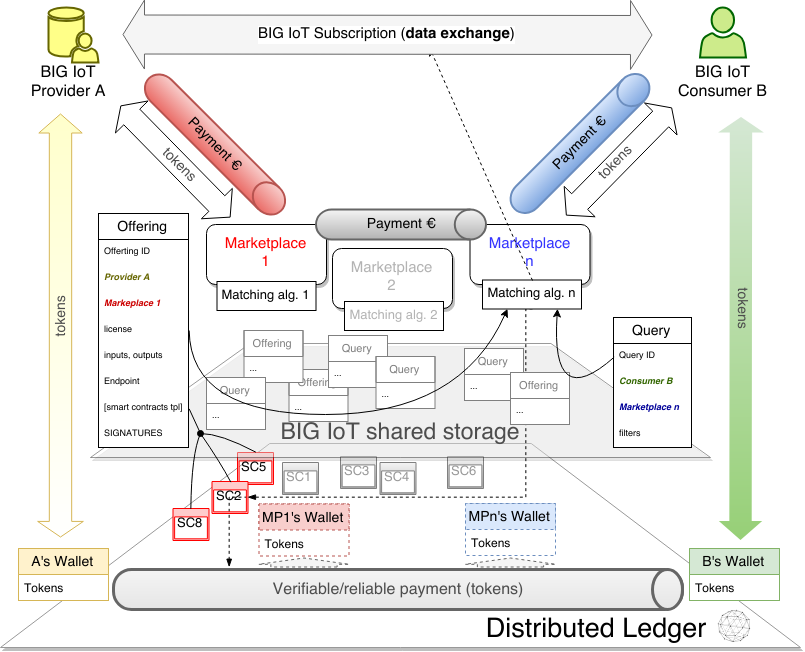 BIG IoT Subscription (data exchange)
BIG IoT
Provider A
BIG IoT
Consumer B
Payment €
tokens
Payment €
tokens
Payment €
Marketplace
1
Matching alg. 1
Marketplace
2
Matching alg. 2
Marketplace
n
Matching alg. n
Offering
Offerting ID
Provider A
Markeplace 1
license
inputs, outputs
Endpoint
[smart contracts tpl]
SIGNATURES
Query
Query ID
Consumer B
Marketplace n
filters
tokens
tokens
Offering
...
Query
...
Query
...
Offering
...
Query
...
Query
...
Offering
...
BIG IoT shared storage
SC5
SC1
SC3
SC4
SC6
SC2
SC8
MP1's Wallet
Tokens
MPn's Wallet
Tokens
A's Wallet
Tokens
B's Wallet
Tokens
Verifiable/reliable payment (tokens)
Distributed Ledger